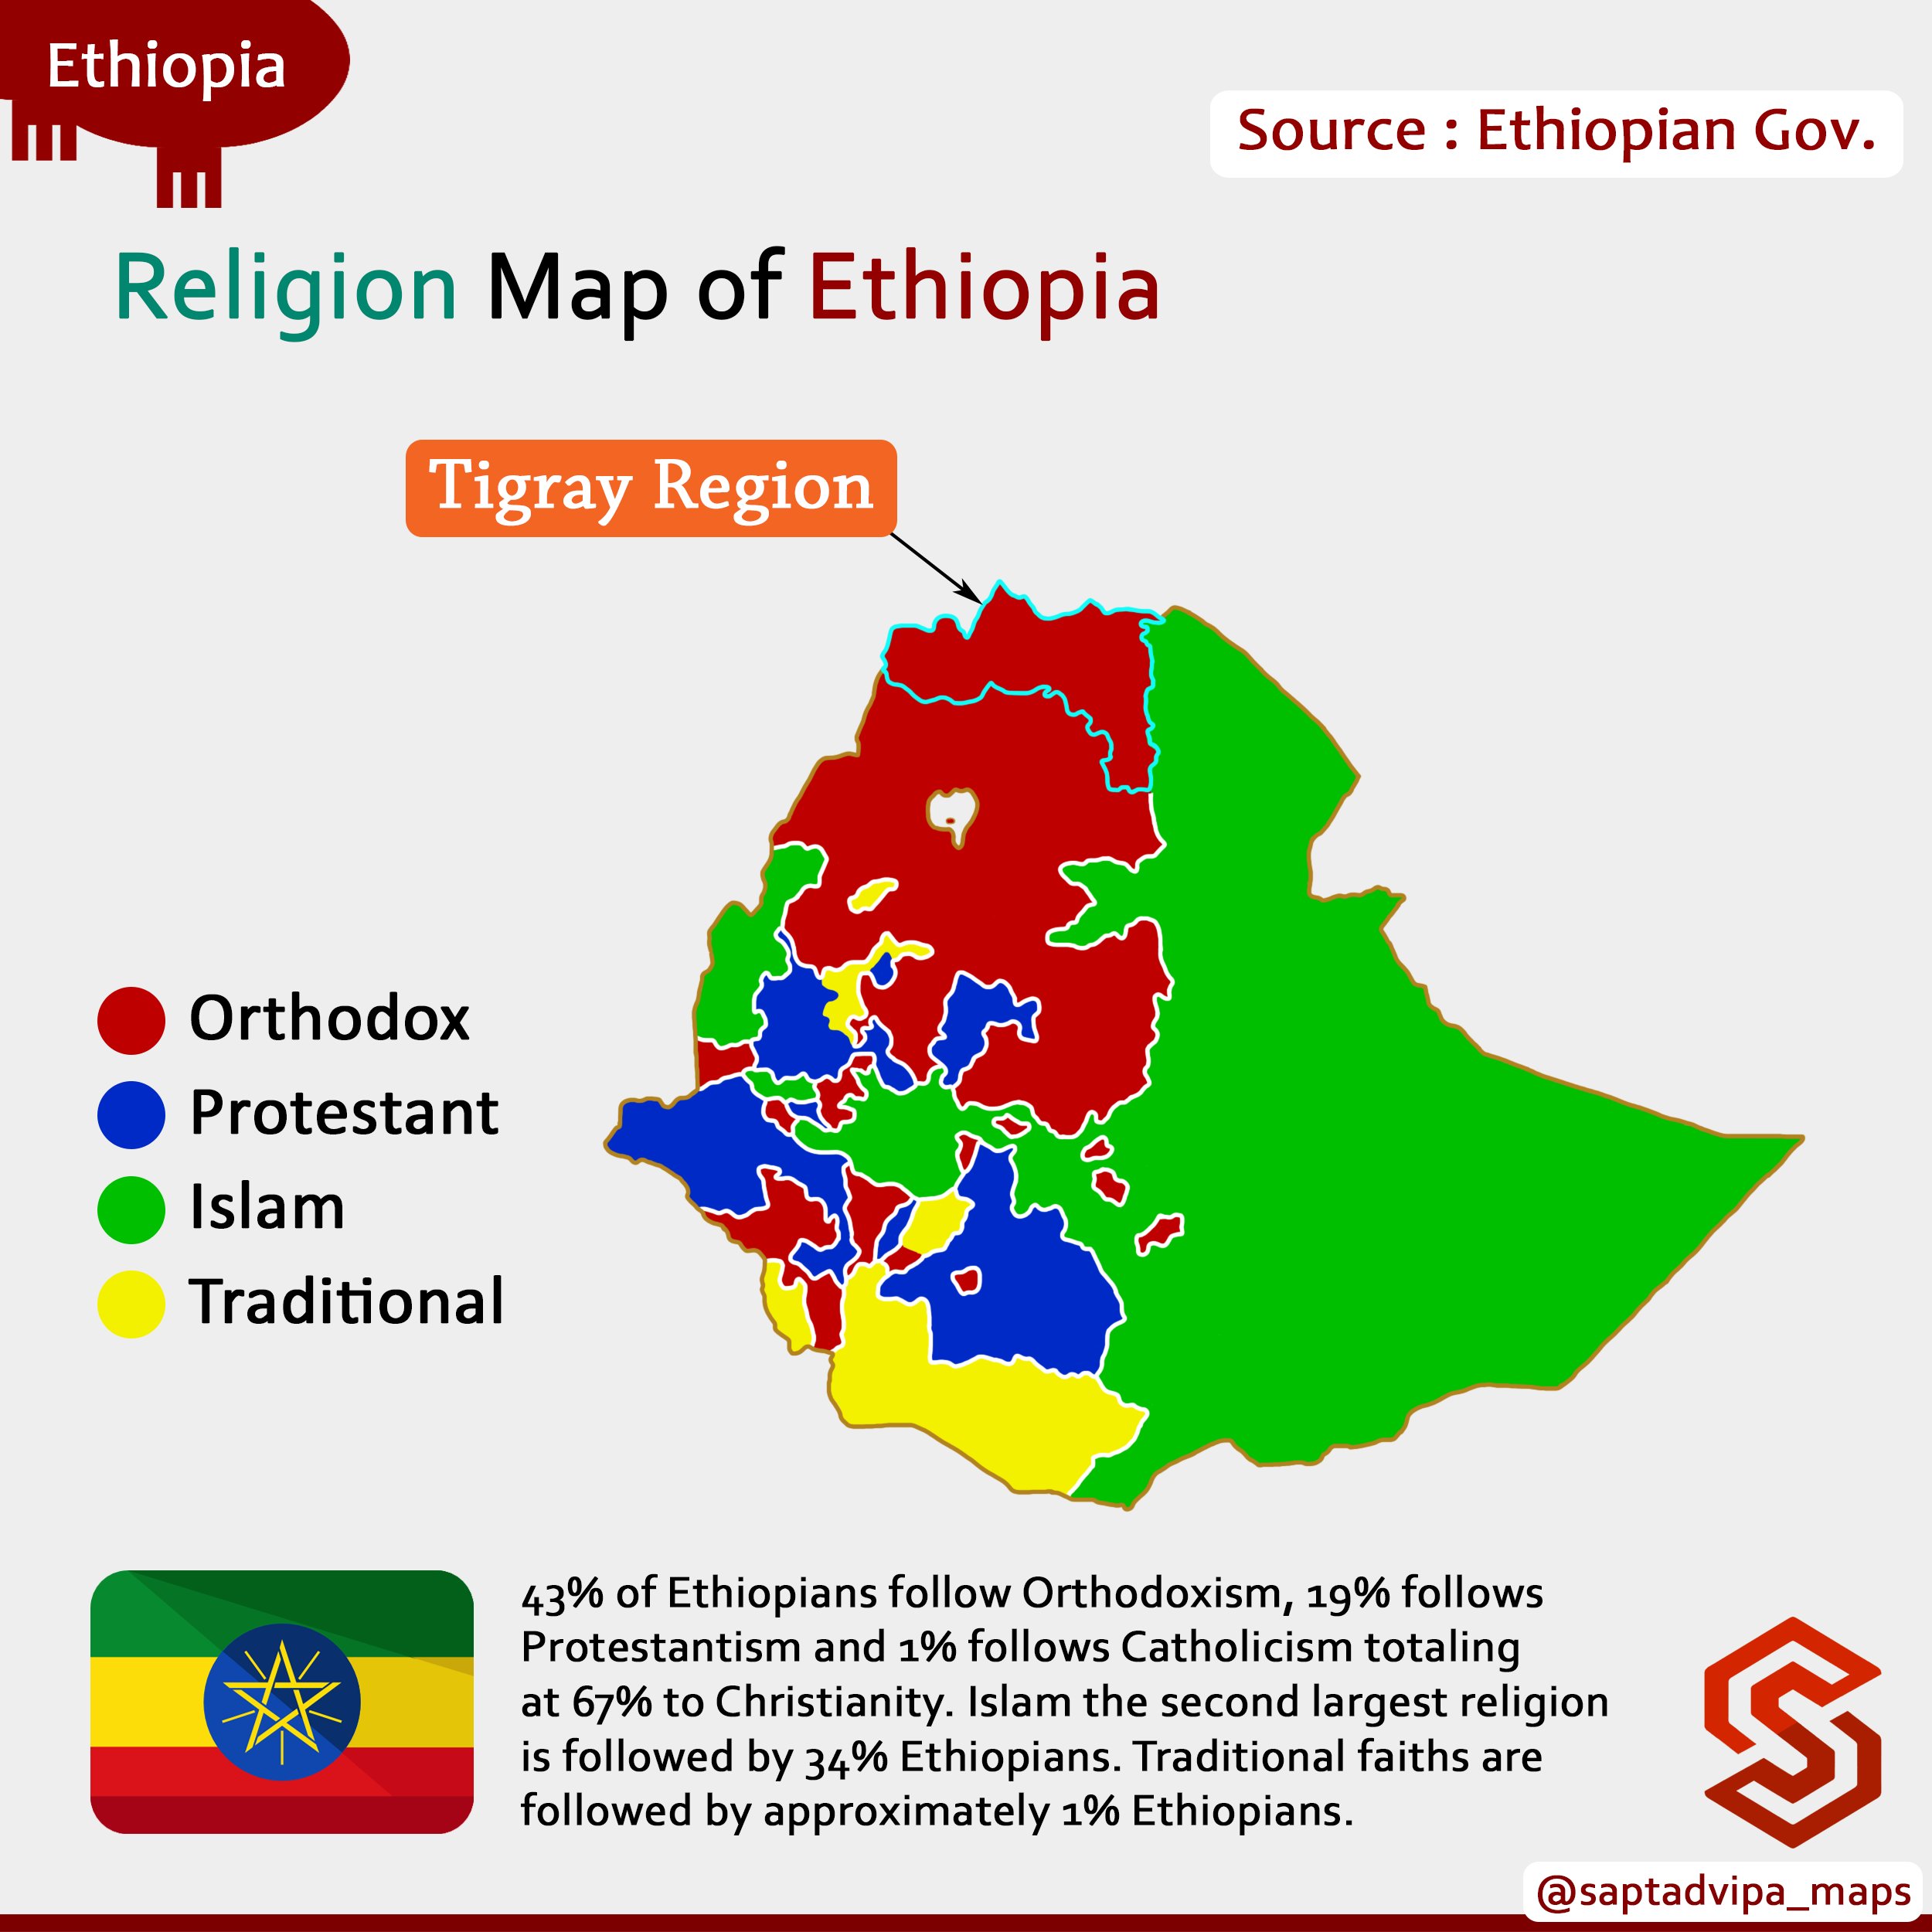 Ethiopia
Source : Ethiopian Gov.
Religion Map of Ethiopia
Tigray Region
Orthodox
Protestant
Islam
Traditional
43% of Ethiopians follow Orthodoxism, 19% follows
Protestantism and 1% follows Catholicism totaling
at 67% to Christianity. Islam the second largest religion
is followed by 34% Ethiopians. Traditional faiths are
followed by approximately 1% Ethiopians.
@saptadvipa_maps